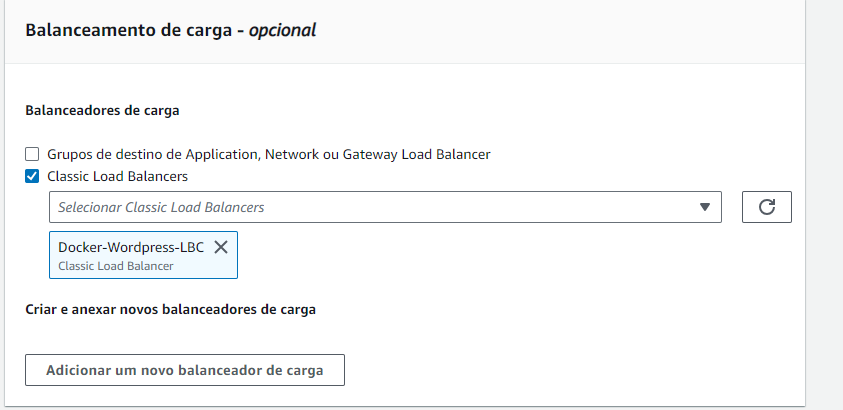 Balanceamento de carga - opcional
Balanceadores de carga
Grupos de destino de Application, Network ou Gateway Load Balancer
Classic Load Balancers
Selecionar Classic Load Balancers
Docker-Wordpress-LBC
Classic Load Balancer
Criar e anexar novos balanceadores de carga
Adicionar um novo balanceador de carga